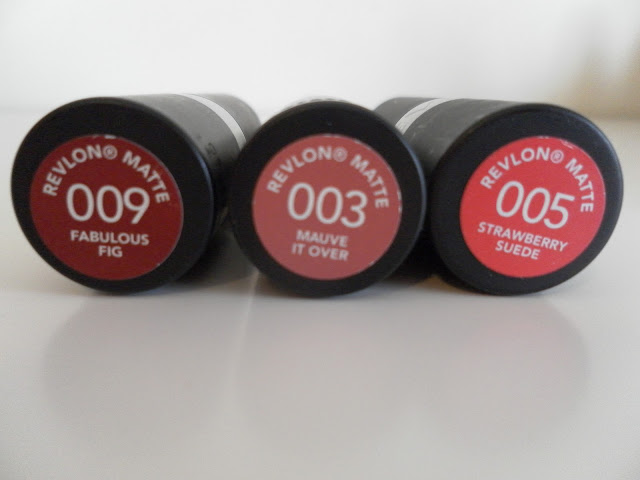 REVLON® MATTE
009
FABULOUS
FIG
REVLON® MATTE
003
MAUVE
IT OVER
REVLON® MATTE
005
STRAWBERRY
SUEDE